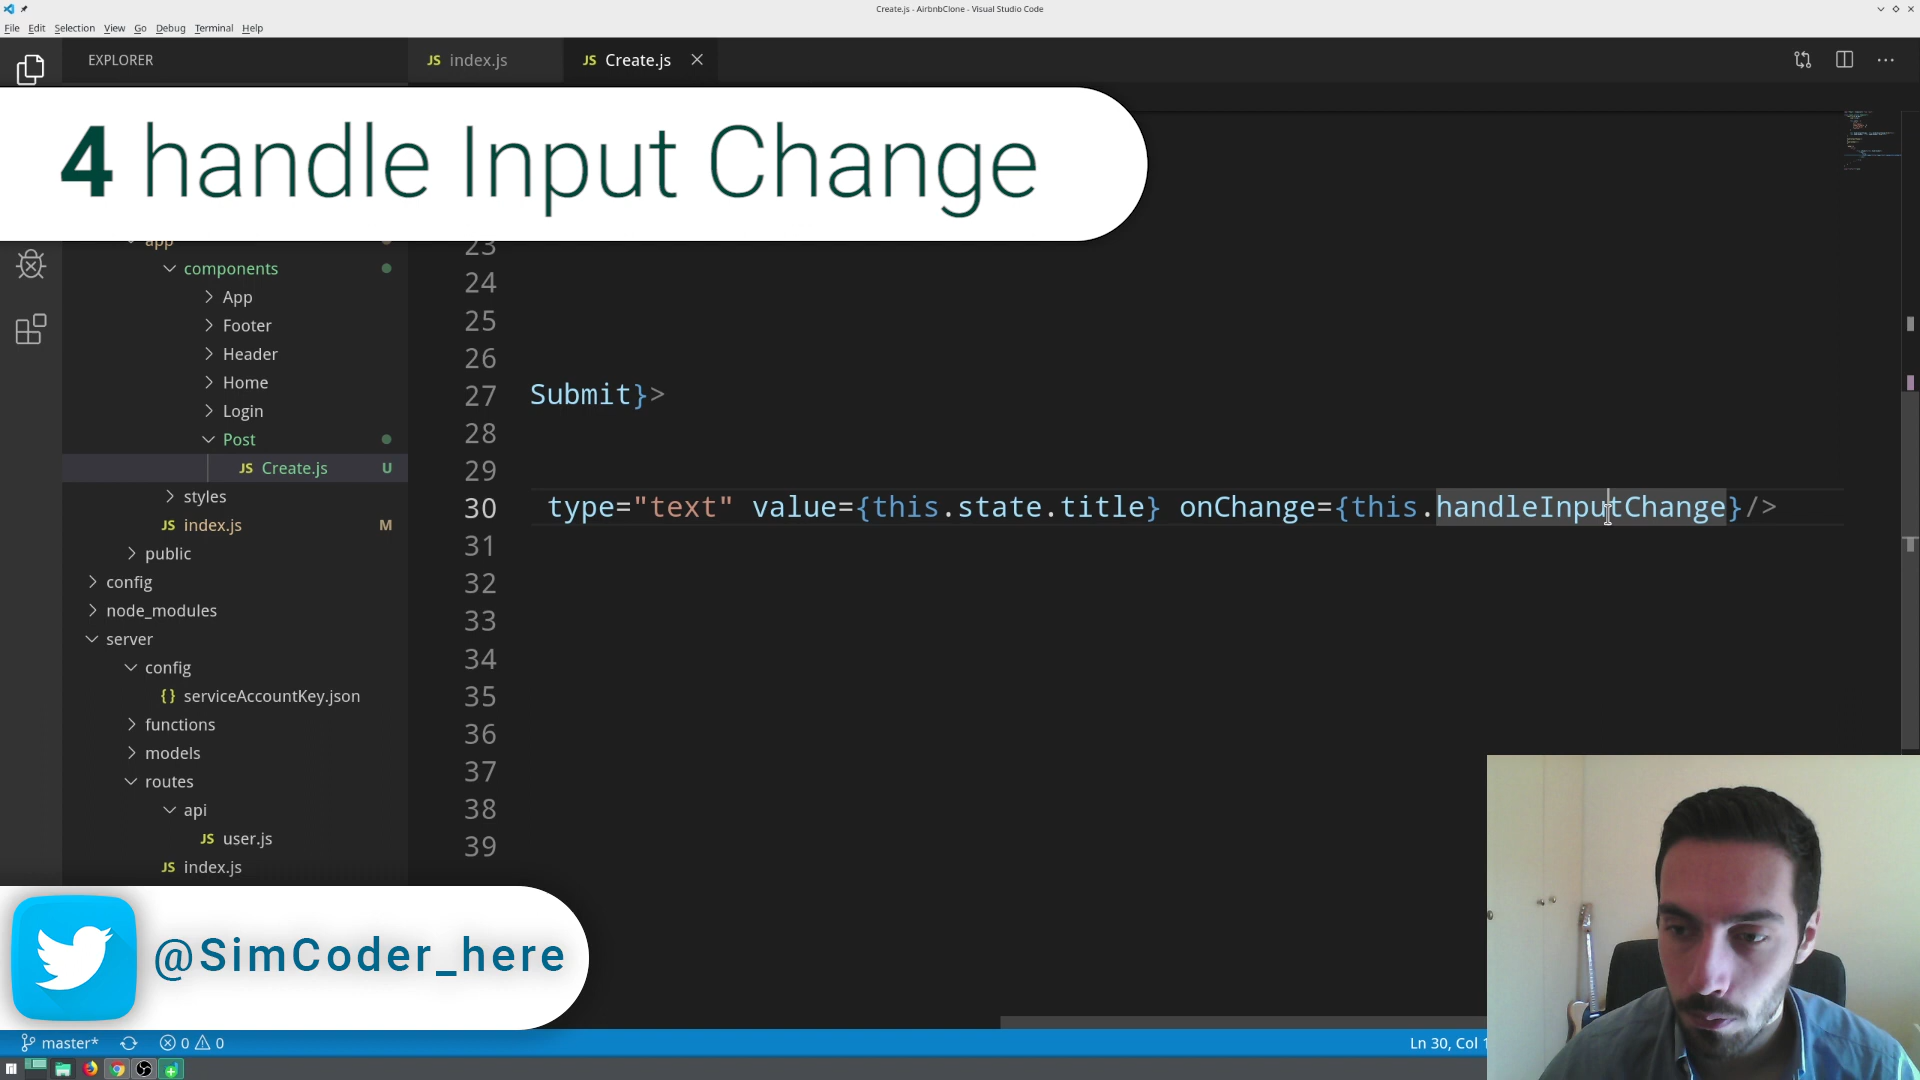 Create.js - AirbnbClone - Visual Studio Code
File Edit Selection View Go Debug Terminal Help
EXPLORER
JS index.js
JS Create.js
4 handle Input Change
app
components
App
Footer
Header
Home
Login
Post
JS Create.js U
styles
JS index.js M
public
config
node_modules
server
config
{} serviceAccountKey.json
functions
models
routes
api
JS user.js
JS index.js
23
24
25
26
27 Submit}>
28
29
30 type="text" value={this.state.title} onChange={this.handleInputChange}/>
31
32
33
34
35
36
37
38
39
@SimCoder_here
master* 0 0
Ln 30, Col